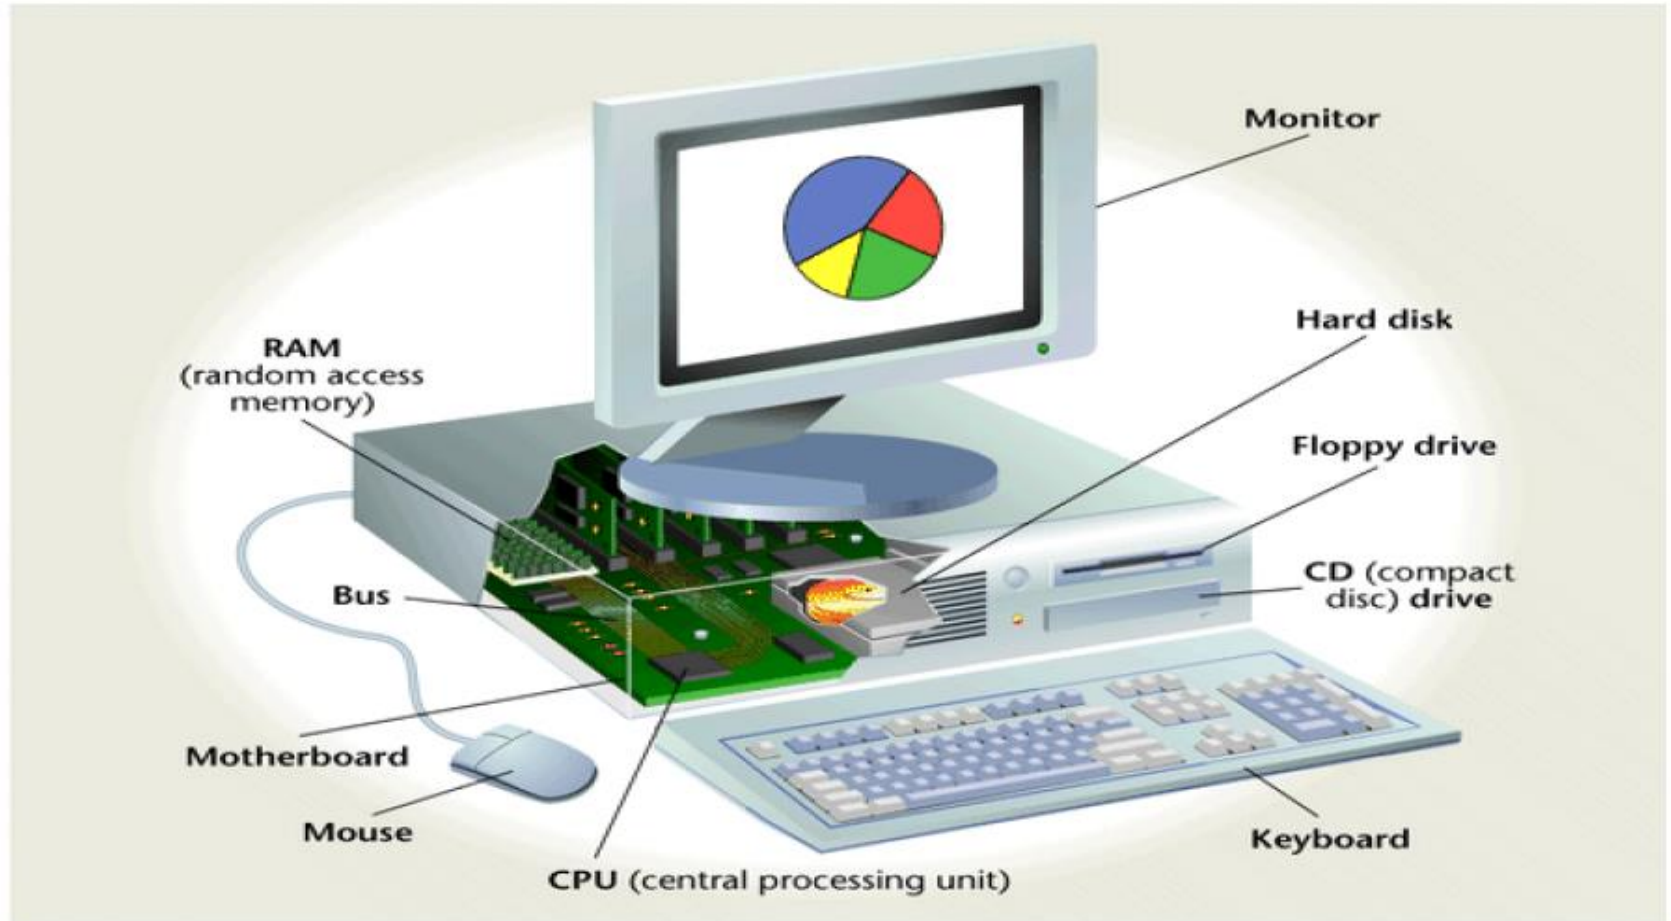 Monitor
Hard disk
RAM
(random access
memory)
Floppy drive
CD (compact
disc) drive
Bus
Motherboard
Mouse
Keyboard
CPU (central processing unit)